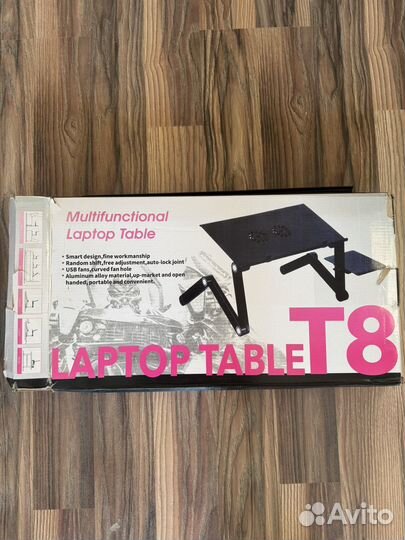 Multifunctional
Laptop Table
• Smart design,fine workmanship
• Random shift,free adjustment,auto-lock joint
• USB fans,curved fan hole
• Aluminum alloy material,up-market and open
handed, portable and convenient.
LAPTOP TABLE T8
Avito